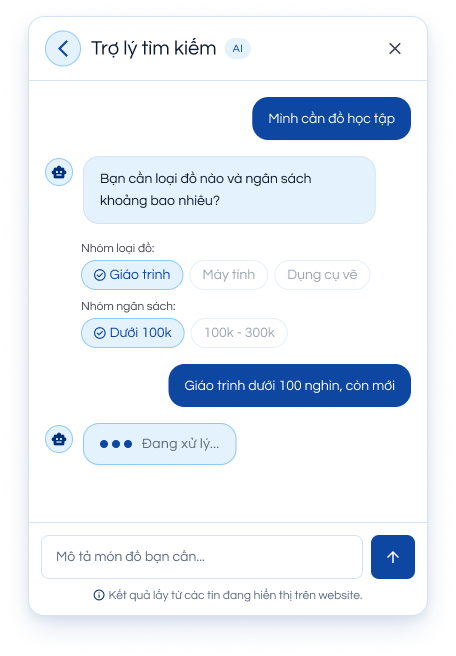 Trợ lý tìm kiếm AI
Mình cần đồ học tập
Bạn cần loại đồ nào và ngân sách
khoảng bao nhiêu?
Nhóm loại đồ:
Giáo trình Máy tính Dụng cụ vẽ
Nhóm ngân sách:
Dưới 100k 100k - 300k
Giáo trình dưới 100 nghìn, còn mới
Đang xử lý...
Mô tả món đồ bạn cần...
Kết quả lấy từ các tin đang hiển thị trên website.